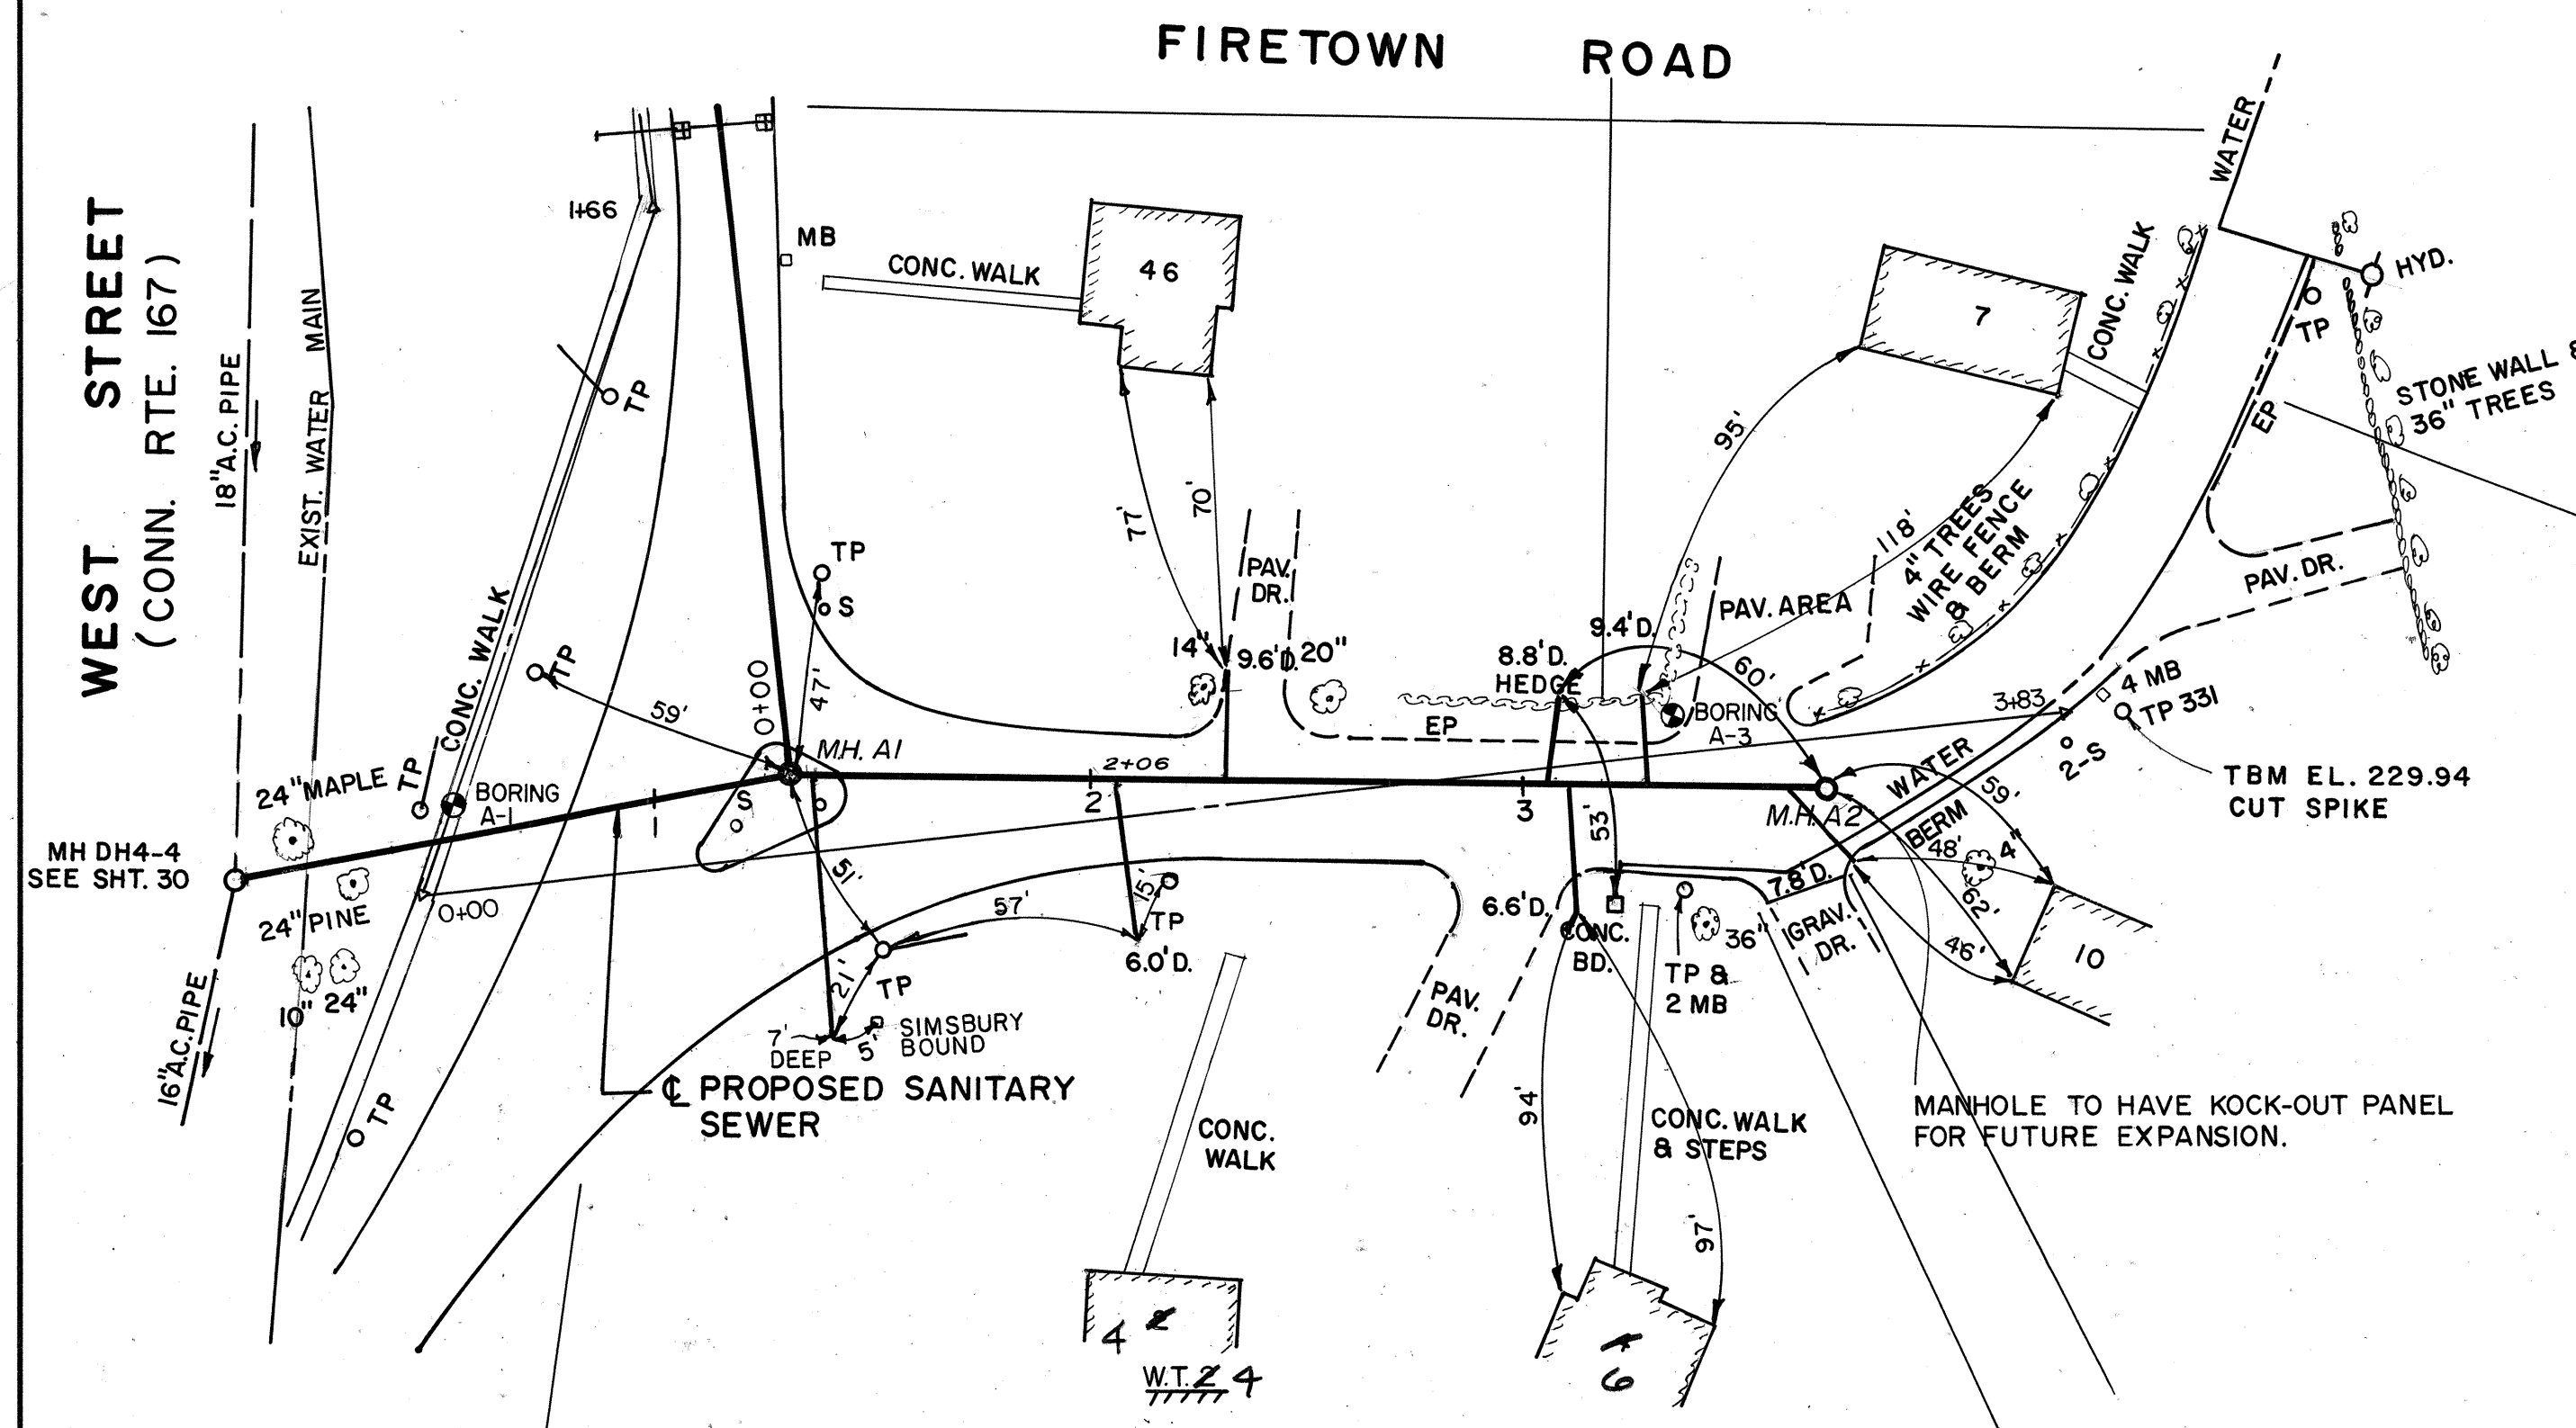 FIRETOWN ROAD
WEST STREET
(CONN. RTE. 167)
18"A.C. PIPE
EXIST. WATER MAIN
1+66
MB
CONC. WALK
46
7
CONC. WALK
WATER
HYD.
TP
STONE WALL &
36" TREES
EP
PAV. DR.
TP
CONC. WALK
TP
TP
S
77'
70'
PAV.
DR.
95'
118'
4" TREES
WIRE FENCE
& BERM
PAV. AREA
59'
0+00
47'
M.H. A1
14"
9.6'D.
20"
8.8'D.
HEDGE
9.4'D.
60'
EP
BORING
A-3
3+83
4 MB
TP 331
2-S
TBM EL. 229.94
CUT SPIKE
24"MAPLE
TP
BORING
A-1
MH DH4-4
SEE SHT. 30
24"PINE
0+00
10" 24"
16"A.C.PIPE
TP
1
S
2+06
2
3
M.H. A2
WATER
BERM
59'
48'
4"
62'
46'
10
51'
57'
15'
TP
6.0'D.
21'
TP
7'
DEEP
5'
SIMSBURY
BOUND
℄ PROPOSED SANITARY
SEWER
53'
6.6'D.
CONC.
BD.
PAV.
DR.
TP &
2 MB
36"
7.8'D.
GRAV.
DR.
94'
97'
CONC.
WALK
CONC. WALK
& STEPS
MANHOLE TO HAVE KOCK-OUT PANEL
FOR FUTURE EXPANSION.
4 2
W.T. 2 4
4
6